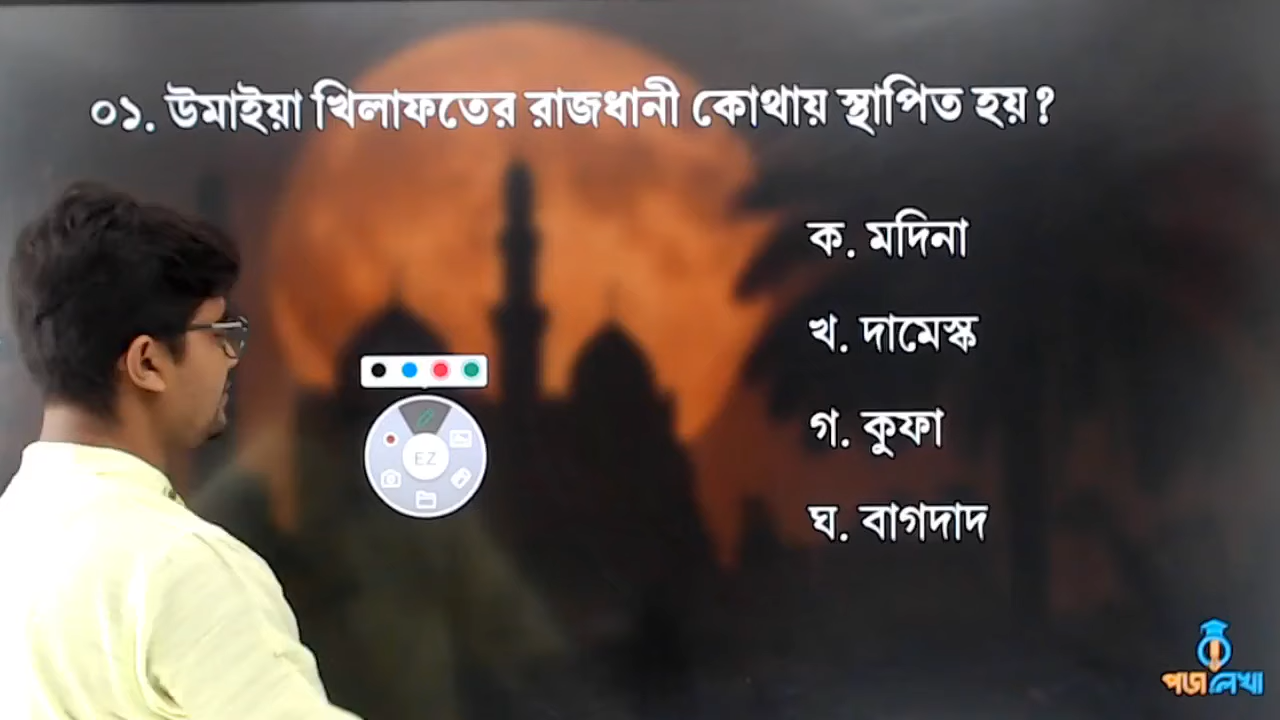 ০১. উমাইয়া খিলাফতের রাজধানী কোথায় স্থাপিত হয়?
ক. মদিনা
খ. দামেস্ক
গ. কুফা
ঘ. বাগদাদ
EZ
পড়ালেখা